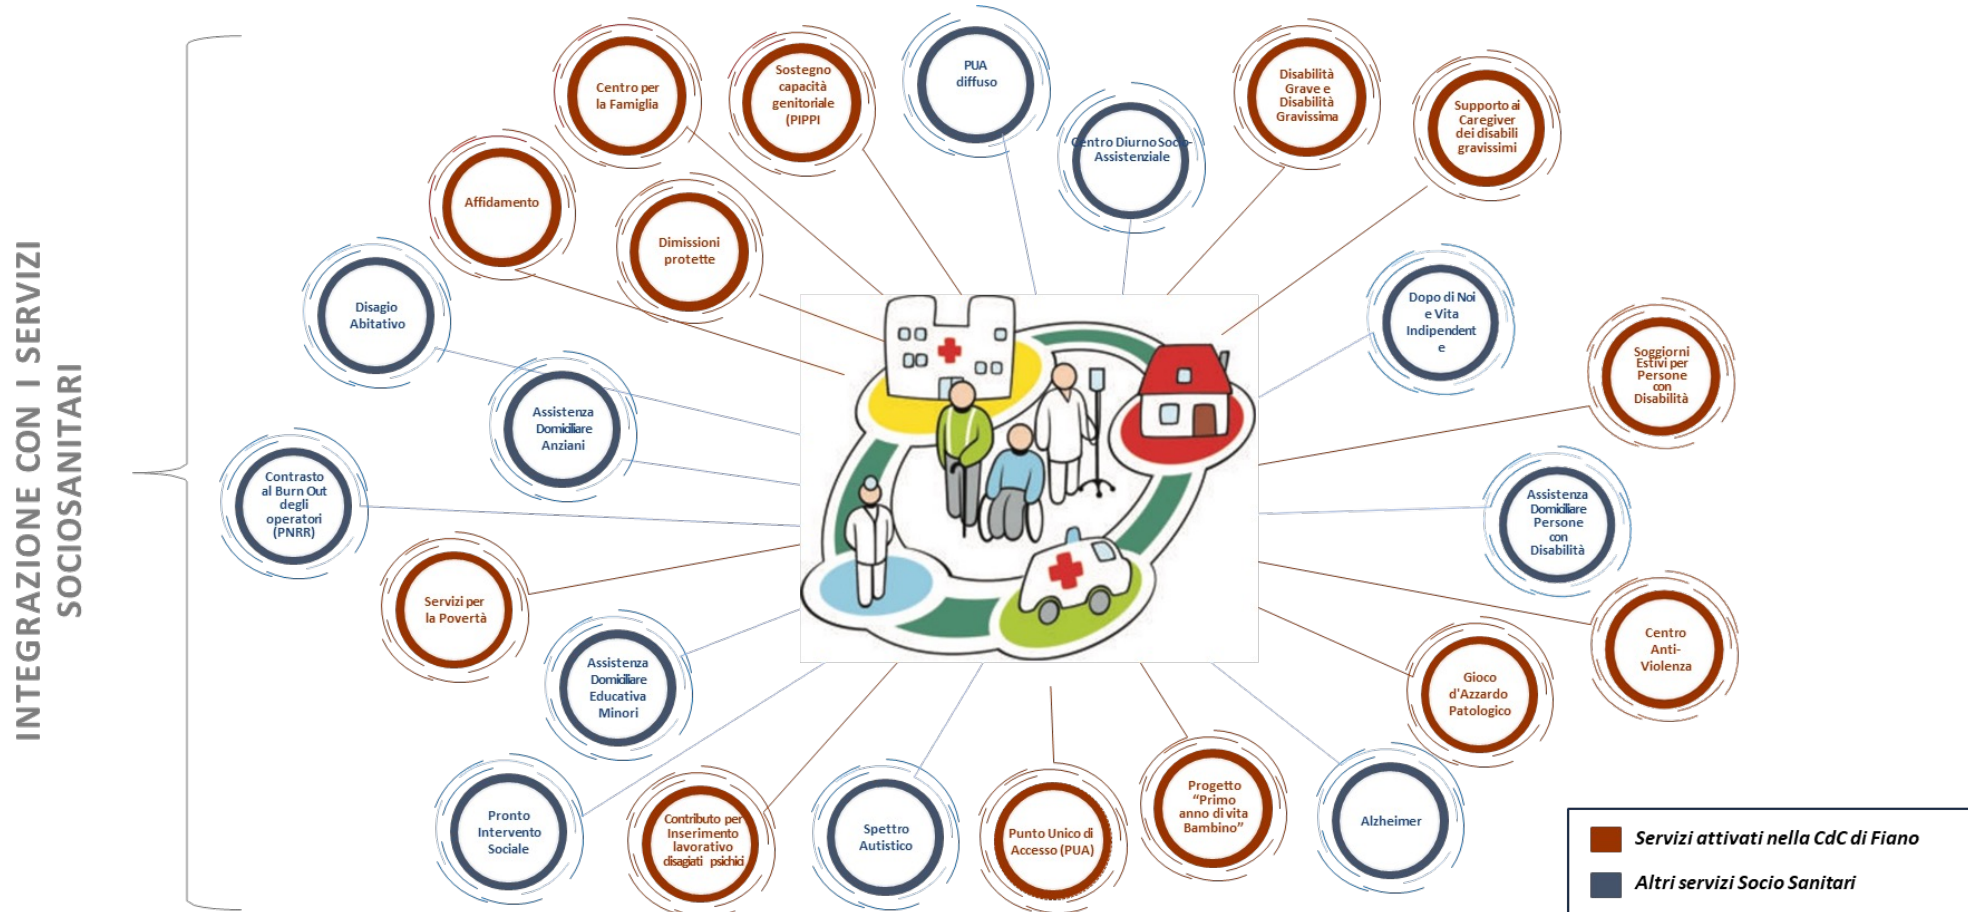 INTEGRAZIONE CON I SERVIZI
SOCIOSANITARI
Centro per
la Famiglia
Sostegno
capacità
genitoriale
(PIPPI
PUA
diffuso
Centro Diurno Socio-
Assistenziale
Disabilità
Grave e
Disabilità
Gravissima
Supporto ai
Caregiver
dei disabili
gravissimi
Affidamento
Dimissioni
protette
Disagio
Abitativo
Dopo di Noi
e Vita
Indipendent
e
Soggiorni
Estivi per
Persone
con
Disabilità
Assistenza
Domiciliare
Anziani
Contrasto
al Burn Out
degli
operatori
(PNRR)
Assistenza
Domiciliare
Persone
con
Disabilità
Servizi per
la Povertà
Centro
Anti-
Violenza
Assistenza
Domiciliare
Educativa
Minori
Gioco
d'Azzardo
Patologico
Pronto
Intervento
Sociale
Contributo per
Inserimento
lavorativo
disagiati psichici
Spettro
Autistico
Punto Unico di
Accesso (PUA)
Progetto
“Primo
anno di vita
Bambino”
Alzheimer
Servizi attivati nella CdC di Fiano
Altri servizi Socio Sanitari